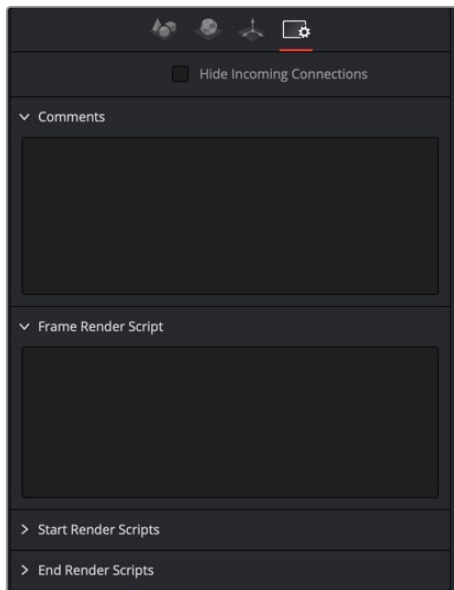 Hide Incoming Connections
Comments
Frame Render Script
Start Render Scripts
End Render Scripts